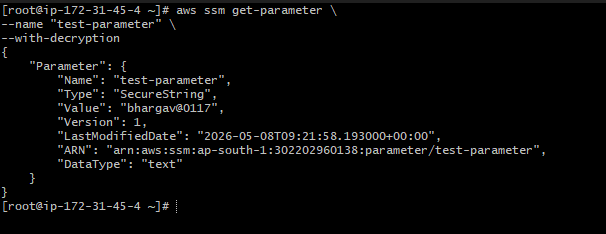 [root@ip-172-31-45-4 ~]# aws ssm get-parameter \
--name "test-parameter" \
--with-decryption
{
    "Parameter": {
        "Name": "test-parameter",
        "Type": "SecureString",
        "Value": "bhargav@0117",
        "Version": 1,
        "LastModifiedDate": "2026-05-08T09:21:58.193000+00:00",
        "ARN": "arn:aws:ssm:ap-south-1:302202960138:parameter/test-parameter",
        "DataType": "text"
    }
}
[root@ip-172-31-45-4 ~]#